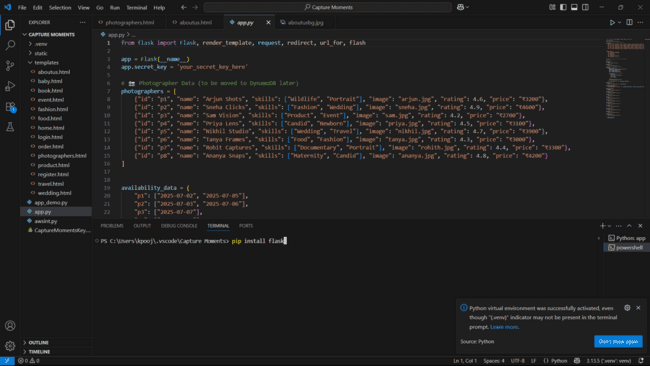 File Edit Selection View Go Run Terminal Help
Capture Moments
EXPLORER
photographers.html
aboutus.html
app.py
CAPTURE MOMENTS
.venv
static
templates
aboutus.html
baby.html
book.html
event.html
fashion.html
food.html
home.html
login.html
order.html
photographers.html
product.html
register.html
travel.html
wedding.html
app_demo.py
app.py
awsint.py
CaptureMomentsKey...
OUTLINE
TIMELINE
app.py > ...
1 from flask import Flask, render_template, request, redirect, url_for, flash
2
3 app = Flask(__name__)
4 app.secret_key = 'your_secret_key_here'
5
6 # 📷 Photographer Data (to be moved to DynamoDB later)
7 photographers = [
8 {"id": "p1", "name": "Arjun Shots", "skills": ["Wildlife", "Portrait"], "image": "arjun.jpg", "rating": 4.6, "price": "₹3200"},
9 {"id": "p2", "name": "Sneha Clicks", "skills": ["Fashion", "Wedding"], "image": "sneha.jpg", "rating": 4.9, "price": "₹4800"},
10 {"id": "p3", "name": "Sam Vision", "skills": ["Product", "Event"], "image": "sam.jpg", "rating": 4.2, "price": "₹2700"},
11 {"id": "p4", "name": "Priya Lens", "skills": ["Candid", "Newborn"], "image": "priya.jpg", "rating": 4.5, "price": "₹3100"},
12 {"id": "p5", "name": "Nikhil Studio", "skills": ["Wedding", "Travel"], "image": "nikhil.jpg", "rating": 4.7, "price": "₹3900"},
13 {"id": "p6", "name": "Tanya Frames", "skills": ["Food", "Fashion"], "image": "tanya.jpg", "rating": 4.3, "price": "₹3000"},
14 {"id": "p7", "name": "Rohit Captures", "skills": ["Documentary", "Portrait"], "image": "rohith.jpg", "rating": 4.4, "price": "₹3300"},
15 {"id": "p8", "name": "Ananya Snaps", "skills": ["Maternity", "Candid"], "image": "ananya.jpg", "rating": 4.8, "price": "₹4200"}
16 ]
17
18
19 availability_data = {
20 "p1": ["2025-07-02", "2025-07-05"],
21 "p2": ["2025-07-03", "2025-07-06"],
22 "p3": ["2025-07-07"],
PROBLEMS OUTPUT DEBUG CONSOLE TERMINAL PORTS
PS C:\Users\kpooj\.vscode\Capture Moments> pip install flask
Python: app
powershell
Python virtual environment was successfully activated, even though "(.venv)" indicator may not be present in the terminal prompt. Learn more.
Source: Python
Don't show again
0 0
Ln 1, Col 1 Spaces: 4 UTF-8 LF Python 3.13.5 ('.venv': venv)